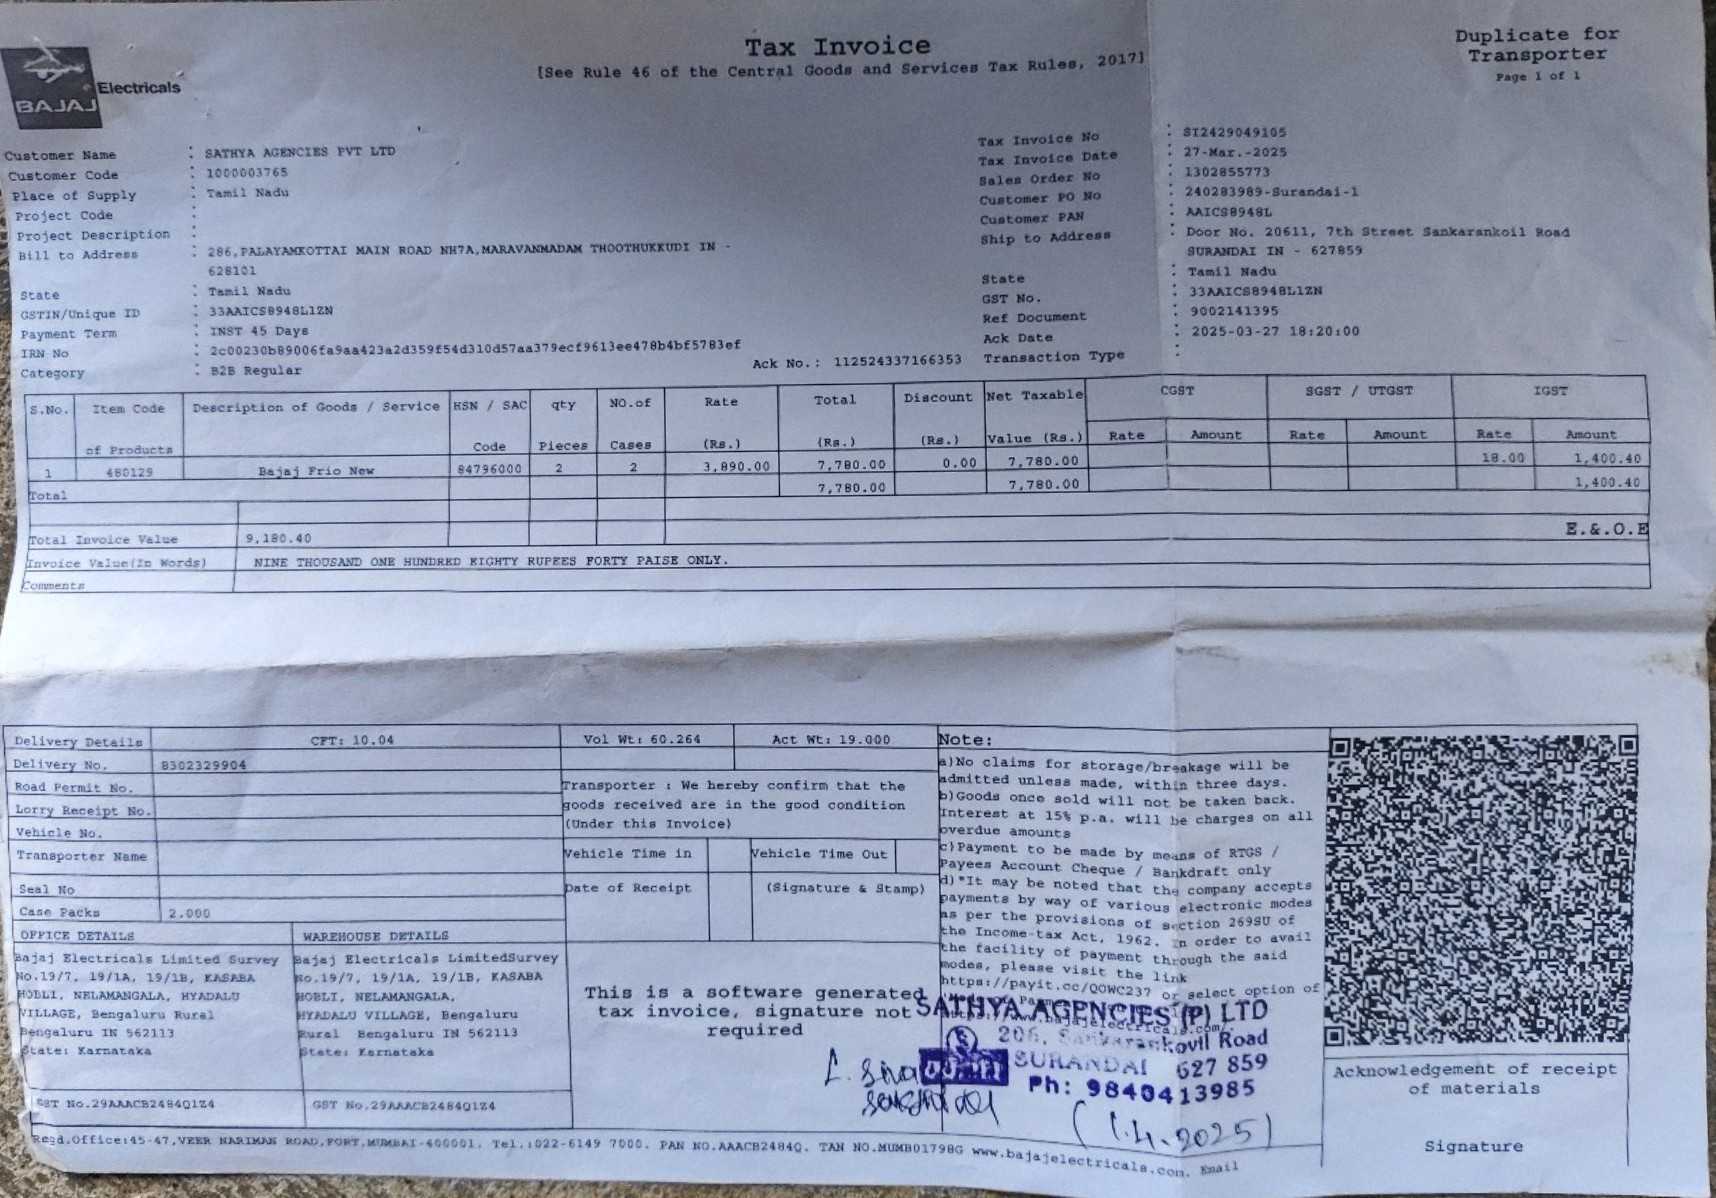 BAJAJ Electricals
Tax Invoice
[See Rule 46 of the Central Goods and Services Tax Rules, 2017]
Duplicate for
Transporter
Page 1 of 1
Customer Name : SATHYA AGENCIES PVT LTD
Customer Code : 1000003765
Place of Supply : Tamil Nadu
Project Code :
Project Description :
Bill to Address : 286,PALAYAMKOTTAI MAIN ROAD NH7A,MARAVANMADAM THOOTHUKKUDI IN -
628101
State : Tamil Nadu
GSTIN/Unique ID : 33AAICS8948L1ZN
Payment Term : INST 45 Days
IRN No : 2c00230b89006fa9aa423a2d359f54d310d57aa379ecf9613ee478b4bf5783ef
Category : B2B Regular
Ack No.: 112524337166353
Tax Invoice No : SI2429049105
Tax Invoice Date : 27-Mar.-2025
Sales Order No : 1302855773
Customer PO No : 240283989-Surandai-1
Customer PAN : AAICS8948L
Ship to Address : Door No. 20611, 7th Street Sankarankoil Road
SURANDAI IN - 627859
State : Tamil Nadu
GST No. : 33AAICS8948L1ZN
Ref Document : 9002141395
Ack Date : 2025-03-27 18:20:00
Transaction Type :
S.No. Item Code Description of Goods / Service HSN / SAC qty NO.of Rate Total Discount Net Taxable CGST SGST / UTGST IGST
of Products Code Pieces Cases (Rs.) (Rs.) (Rs.) Value (Rs.) Rate Amount Rate Amount Rate Amount
1 480129 Bajaj Frio New 84796000 2 2 3,890.00 7,780.00 0.00 7,780.00 18.00 1,400.40
Total 7,780.00 7,780.00 1,400.40
Total Invoice Value 9,180.40 E.&.O.E
Invoice Value(In Words) NINE THOUSAND ONE HUNDRED EIGHTY RUPEES FORTY PAISE ONLY.
Comments
Delivery Details CFT: 10.04 Vol Wt: 60.264 Act Wt: 19.000
Delivery No. 8302329904
Road Permit No.
Lorry Receipt No.
Vehicle No.
Transporter Name
Seal No
Case Packs 2.000
Transporter : We hereby confirm that the
goods received are in the good condition
(Under this Invoice)
Vehicle Time in Vehicle Time Out
Date of Receipt (Signature & Stamp)
Note:
a)No claims for storage/breakage will be
admitted unless made, within three days.
b)Goods once sold will not be taken back.
Interest at 15% p.a. will be charges on all
overdue amounts
c)Payment to be made by means of RTGS /
Payees Account Cheque / Bankdraft only
d)"It may be noted that the company accepts
payments by way of various electronic modes
as per the provisions of section 269SU of
the Income-tax Act, 1962. In order to avail
the facility of payment through the said
modes, please visit the link
https://payit.cc/QOWC237 or select option of
www.bajajelectricals.com/.
OFFICE DETAILS
Bajaj Electricals Limited Survey
No.19/7, 19/1A, 19/1B, KASABA
HOBLI, NELAMANGALA, HYADALU
VILLAGE, Bengaluru Rural
Bengaluru IN 562113
State: Karnataka
GST No.29AAACB2484Q1Z4
WAREHOUSE DETAILS
Bajaj Electricals LimitedSurvey
No.19/7, 19/1A, 19/1B, KASABA
HOBLI, NELAMANGALA,
HYADALU VILLAGE, Bengaluru
Rural Bengaluru IN 562113
State: Karnataka
GST No.29AAACB2484Q1Z4
This is a software generated
tax invoice, signature not
required
SATHYA AGENCIES (P) LTD
206, Sankarankovil Road
SURANDAI 627 859
Ph: 9840413985
(1.4.2025)
Acknowledgement of receipt
of materials
Signature
Regd.Office:45-47,VEER NARIMAN ROAD,FORT,MUMBAI-400001. Tel.:022-6149 7000. PAN NO.AAACB2484Q. TAN NO.MUMB01798G www.bajajelectricals.com. Email